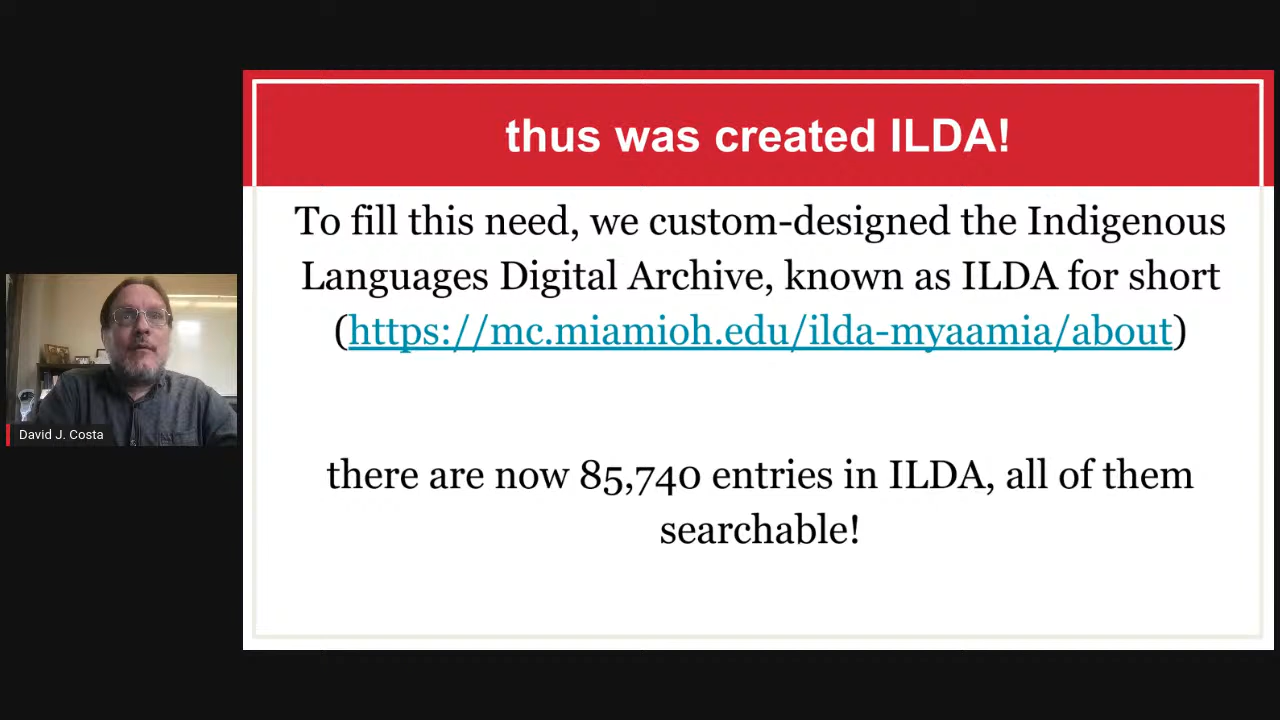 thus was created ILDA!
To fill this need, we custom-designed the Indigenous
Languages Digital Archive, known as ILDA for short
(https://mc.miamioh.edu/ilda-myaamia/about)
there are now 85,740 entries in ILDA, all of them
searchable!
David J. Costa